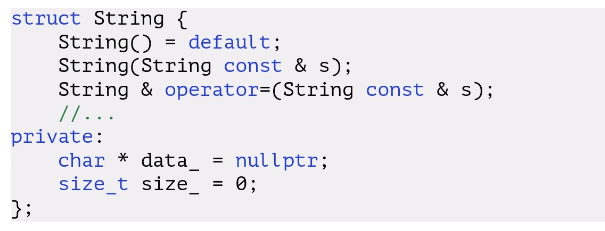 struct String {
    String() = default;
    String(String const & s);
    String & operator=(String const & s);
    //...
private:
    char * data_ = nullptr;
    size_t size_ = 0;
};